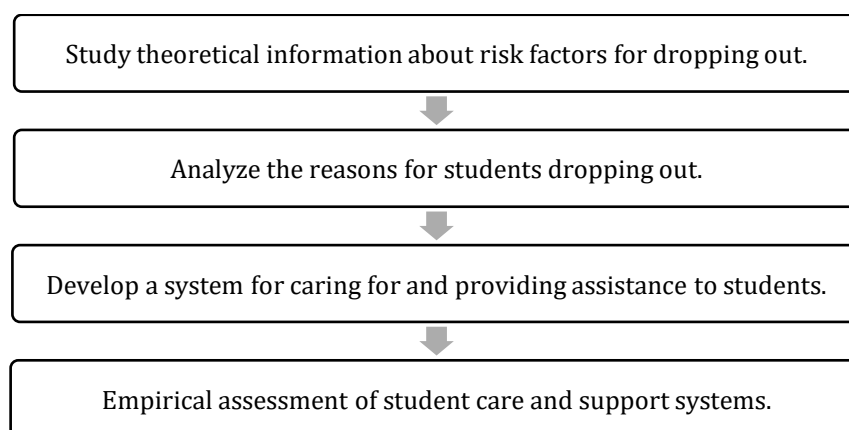 Study theoretical information about risk factors for dropping out.
Analyze the reasons for students dropping out.
Develop a system for caring for and providing assistance to students.
Empirical assessment of student care and support systems.